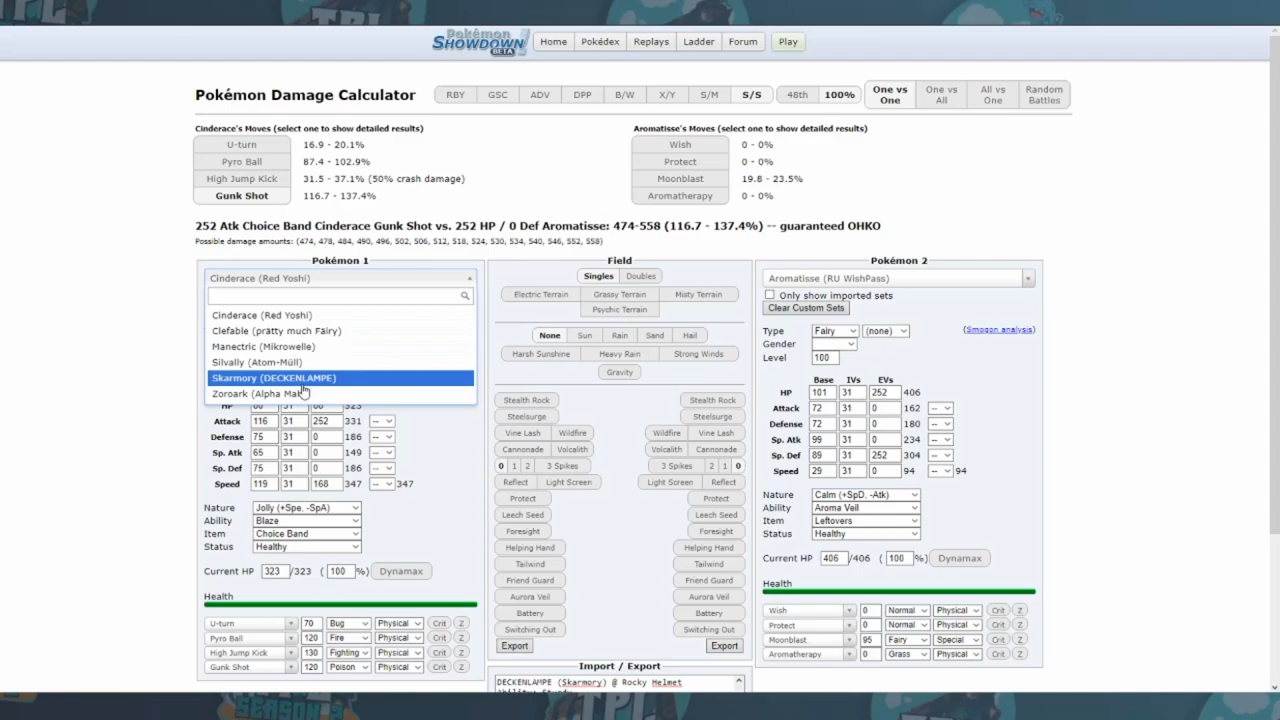 TPL
Pokémon
SHOWDOWN!
BETA
Home Pokédex Replays Ladder Forum Play
Pokémon Damage Calculator
RBY GSC ADV DPP B/W X/Y S/M S/S 48th 100% One vs One One vs All All vs One Random Battles
Cinderace's Moves (select one to show detailed results)
U-turn 16.9 - 20.1%
Pyro Ball 87.4 - 102.9%
High Jump Kick 31.5 - 37.1% (50% crash damage)
Gunk Shot 116.7 - 137.4%
Aromatisse's Moves (select one to show detailed results)
Wish 0 - 0%
Protect 0 - 0%
Moonblast 19.8 - 23.5%
Aromatherapy 0 - 0%
252 Atk Choice Band Cinderace Gunk Shot vs. 252 HP / 0 Def Aromatisse: 474-558 (116.7 - 137.4%) -- guaranteed OHKO
Possible damage amounts: (474, 478, 484, 490, 496, 502, 506, 512, 518, 524, 530, 534, 540, 546, 552, 558)
Pokémon 1
Cinderace (Red Yoshi)
Cinderace (Red Yoshi)
Clefable (pratty much Fäiry)
Manectric (Mikrowelle)
Silvally (Atom-Müll)
Skarmory (DECKENLAMPE)
Zoroark (Alpha
31 323
Attack 116 31 252 331 --
Defense 75 31 0 186 --
Sp. Atk 65 31 0 149 --
Sp. Def 75 31 0 186 --
Speed 119 31 168 347 -- 347
Nature Jolly (+Spe, -SpA)
Ability Blaze
Item Choice Band
Status Healthy
Current HP 323 /323 ( 100 %) Dynamax
Health
U-turn 70 Bug Physical Crit Z
Pyro Ball 120 Fire Physical Crit Z
High Jump Kick 130 Fighting Physical Crit Z
Gunk Shot 120 Poison Physical Crit Z
Field
Singles Doubles
Electric Terrain Grassy Terrain Misty Terrain
Psychic Terrain
None Sun Rain Sand Hail
Harsh Sunshine Heavy Rain Strong Winds
Gravity
Stealth Rock Stealth Rock
Steelsurge Steelsurge
Vine Lash Wildfire Wildfire Vine Lash
Cannonade Volcalith Volcalith Cannonade
0 1 2 3 Spikes 3 Spikes 2 1 0
Reflect Light Screen Light Screen Reflect
Protect Protect
Leech Seed Leech Seed
Foresight Foresight
Helping Hand Helping Hand
Tailwind Tailwind
Friend Guard Friend Guard
Aurora Veil Aurora Veil
Battery Battery
Switching Out Switching Out
Export Export
Import / Export
DECKENLAMPE (Skarmory) @ Rocky Helmet
Pokémon 2
Aromatisse (RU WishPass)
Only show imported sets
Clear Custom Sets
Type Fairy (none) (Smogon analysis)
Gender
Level 100
Base IVs EVs
HP 101 31 252 406
Attack 72 31 0 162 --
Defense 72 31 0 180 --
Sp. Atk 99 31 0 234 --
Sp. Def 89 31 252 304 --
Speed 29 31 0 94 -- 94
Nature Calm (+SpD, -Atk)
Ability Aroma Veil
Item Leftovers
Status Healthy
Current HP 406 /406 ( 100 %) Dynamax
Health
Wish 0 Normal Physical Crit Z
Protect 0 Normal Physical Crit Z
Moonblast 95 Fairy Special Crit Z
Aromatherapy 0 Grass Physical Crit Z
SEASON
TPL